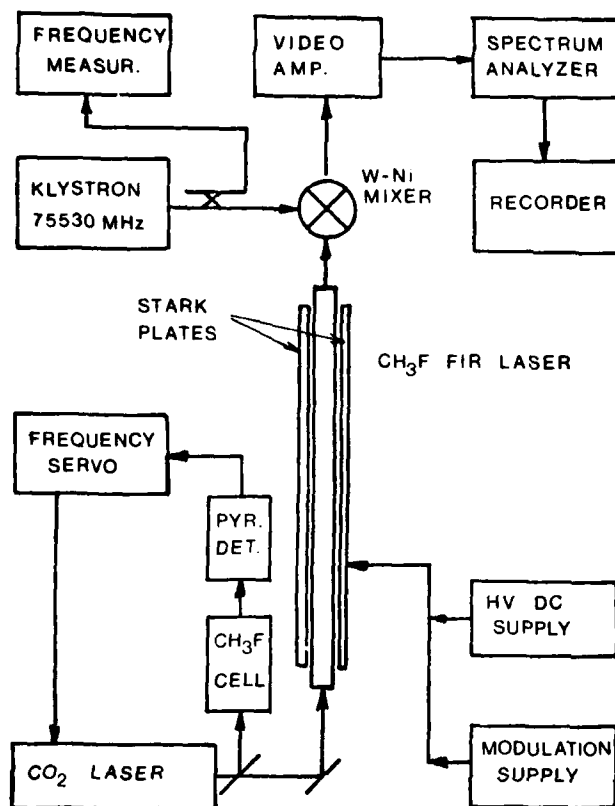 FREQUENCY
MEASUR.
VIDEO
AMP.
SPECTRUM
ANALYZER
KLYSTRON
75530 MHz
W-Ni
MIXER
RECORDER
STARK
PLATES
CH₃F FIR LASER
FREQUENCY
SERVO
PYR.
DET.
CH₃F
CELL
HV DC
SUPPLY
CO₂ LASER
MODULATION
SUPPLY